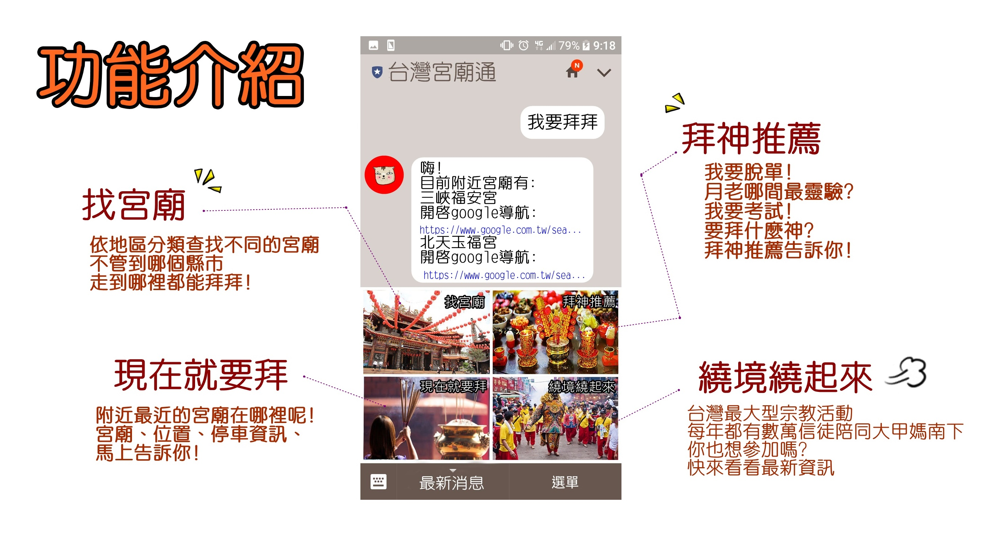 功能介紹
找宮廟
依地區分類查找不同的宮廟
不管到哪個縣市
走到哪裡都能拜拜!
現在就要拜
附近最近的宮廟在哪裡呢!
宮廟、位置、停車資訊、
馬上告訴你!
4G 79% 9:18
台灣宮廟通
N
我要拜拜
嗨!
目前附近宮廟有:
三峽福安宮
開啓google導航:
https://www.google.com.tw/sea...
北天玉福宮
開啓google導航:
https://www.google.com.tw/sea...
找宮廟
拜神推薦
現在就要拜
繞境繞起來
最新消息
選單
拜神推薦
我要脫單!
月老哪間最靈驗?
我要考試!
要拜什麼神?
拜神推薦告訴你!
繞境繞起來
台灣最大型宗教活動
每年都有數萬信徒陪同大甲媽南下
你也想參加嗎?
快來看看最新資訊